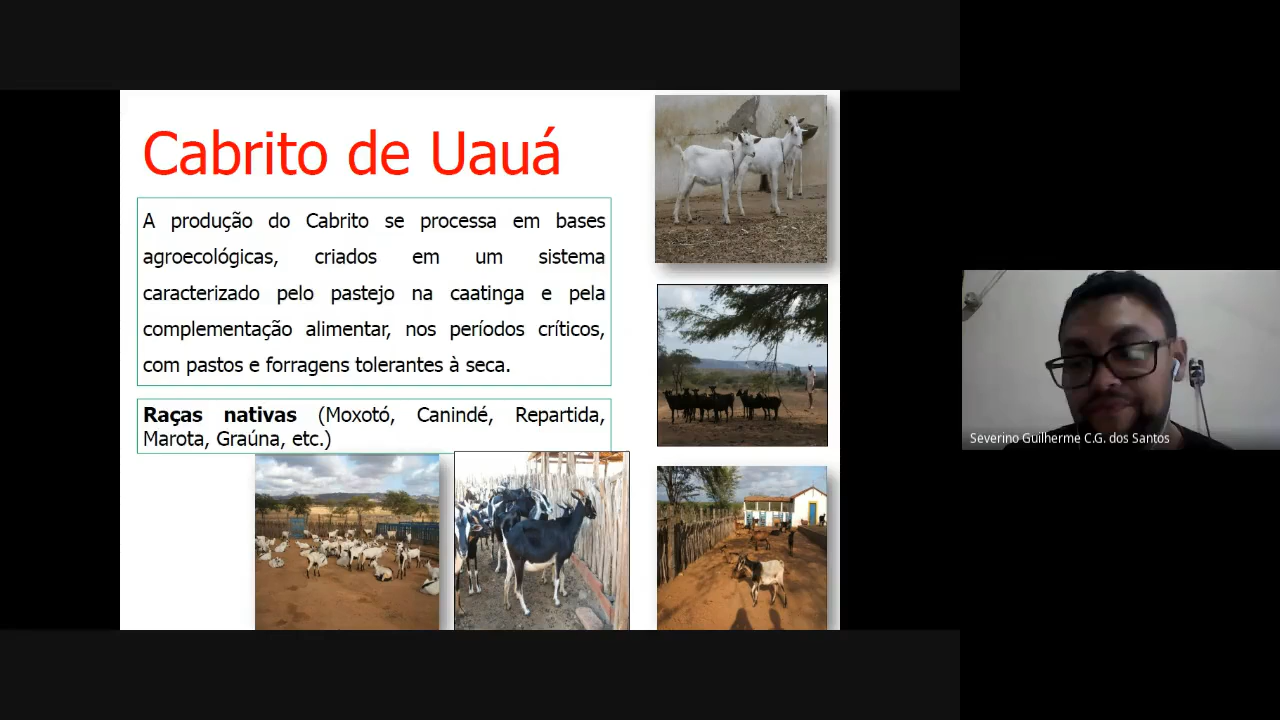 Cabrito de Uauá
A produção do Cabrito se processa em bases
agroecológicas, criados em um sistema
caracterizado pelo pastejo na caatinga e pela
complementação alimentar, nos períodos críticos,
com pastos e forragens tolerantes à seca.
Raças nativas (Moxotó, Canindé, Repartida,
Marota, Graúna, etc.)
Severino Guilherme C.G. dos Santos